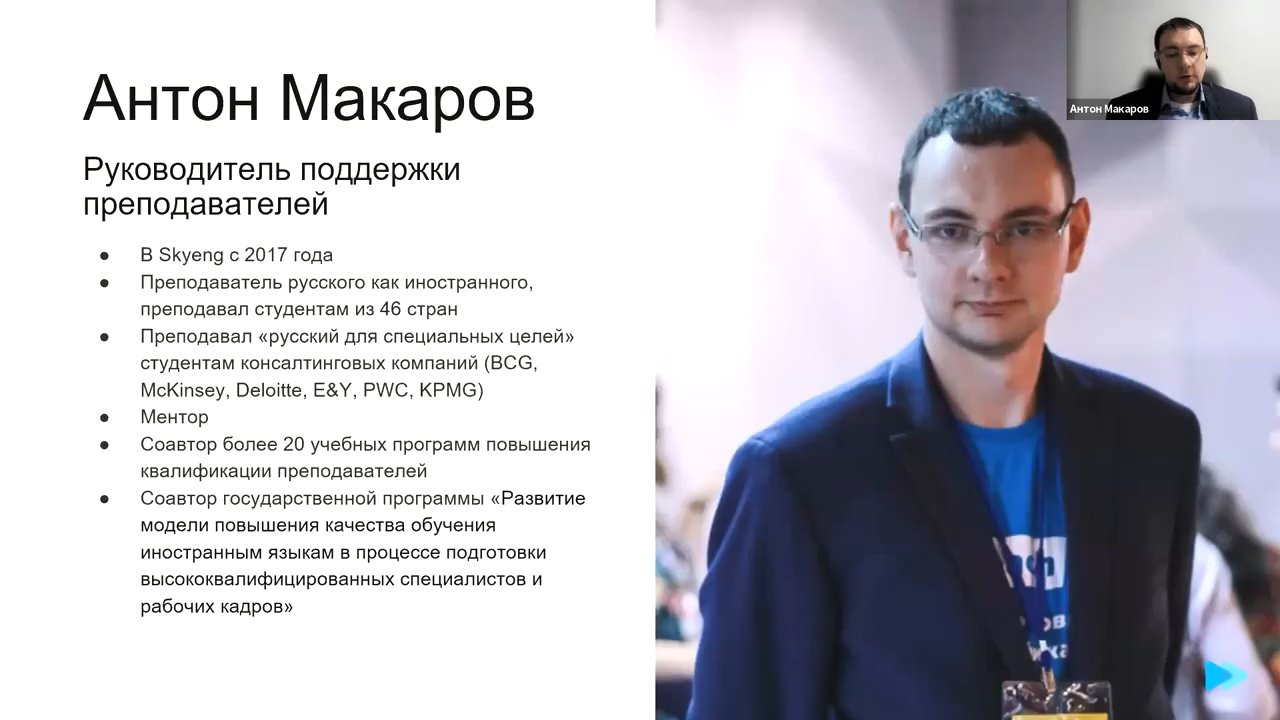 Антон Макаров
Антон Макаров
Руководитель поддержки
преподавателей
● В Skyeng с 2017 года
● Преподаватель русского как иностранного,
преподавал студентам из 46 стран
● Преподавал «русский для специальных целей»
студентам консалтинговых компаний (BCG,
McKinsey, Deloitte, E&Y, PWC, KPMG)
● Ментор
● Соавтор более 20 учебных программ повышения
квалификации преподавателей
● Соавтор государственной программы «Развитие
модели повышения качества обучения
иностранным языкам в процессе подготовки
высококвалифицированных специалистов и
рабочих кадров»